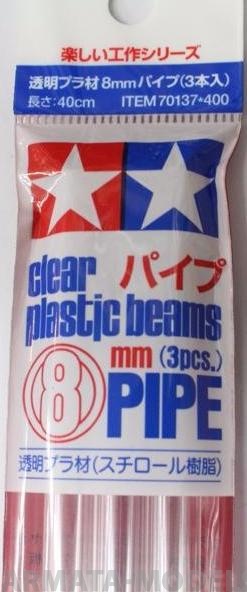 楽しい工作シリーズ
透明プラ材8mmパイプ(3本入)
長さ:40cm ITEM 70137*400
clear パイプ
plastic beams
8 mm (3pcs.)
PIPE
透明プラ材(スチロール樹脂)
ARMATA-MODEL